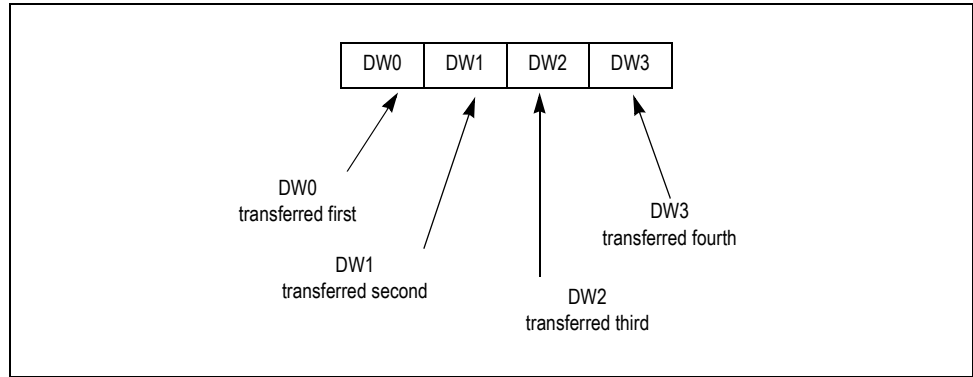 DW0 DW1 DW2 DW3
DW0
transferred first
DW1
transferred second
DW2
transferred third
DW3
transferred fourth